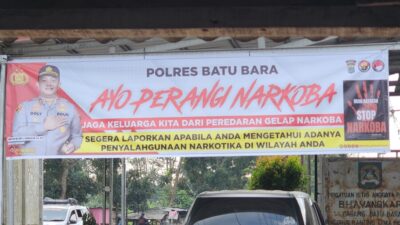 POLRES BATU BARA
AYO PERANGI NARKOBA
JAGA KELUARGA KITA DARI PEREDARAN GELAP NARKOBA
SEGERA LAPORKAN APABILA ANDA MENGETAHUI ADANYA
PENYALAHGUNAAN NARKOTIKA DI WILAYAH ANDA
STOP
NARKOBA
BHAYANGKARI